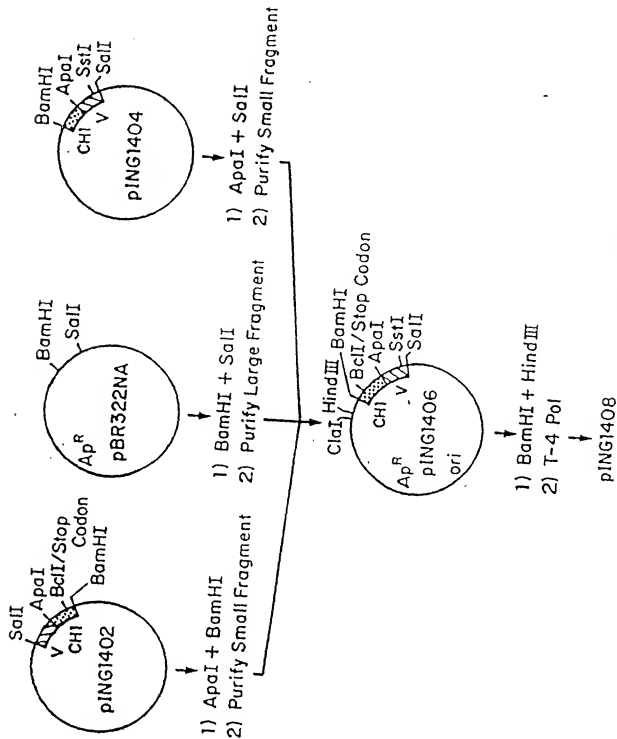 SalI
ApaI
BclI/Stop
Codon
BamHI
V
CH1
pING1402
1) ApaI + BamHI
2) Purify Small Fragment
BamHI
SalI
ApR
pBR322NA
1) BamHI + SalI
2) Purify Large Fragment
BamHI
ApaI
SstI
SalI
CH1
V
pING1404
1) ApaI + SalI
2) Purify Small Fragment
ClaI
HindIII
BamHI
BclI/Stop Codon
ApaI
SstI
SalI
CH1
V
ApR
pING1406
ori
1) BamHI + HindIII
2) T-4 Pol
pING1408